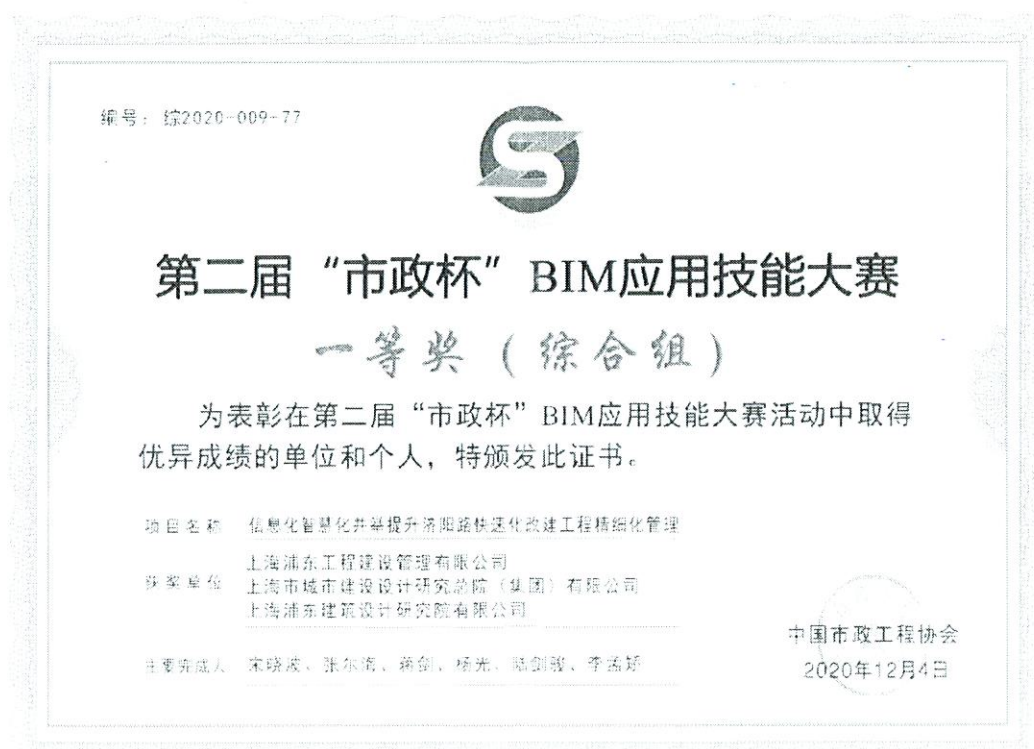 编号：综2020-009-77
第二届“市政杯”BIM应用技能大赛
一等奖（综合组）
为表彰在第二届“市政杯”BIM应用技能大赛活动中取得
优异成绩的单位和个人，特颁发此证书。
项目名称 信息化智慧化并举提升济阳路快速化改建工程精细化管理
获奖单位 上海浦东工程建设管理有限公司
上海市城市建设设计研究总院（集团）有限公司
上海浦东建筑设计研究院有限公司
主要完成人 宋晓波、张尔海、蒋剑、杨光、陈剑骏、李孟娇
中国市政工程协会
2020年12月4日